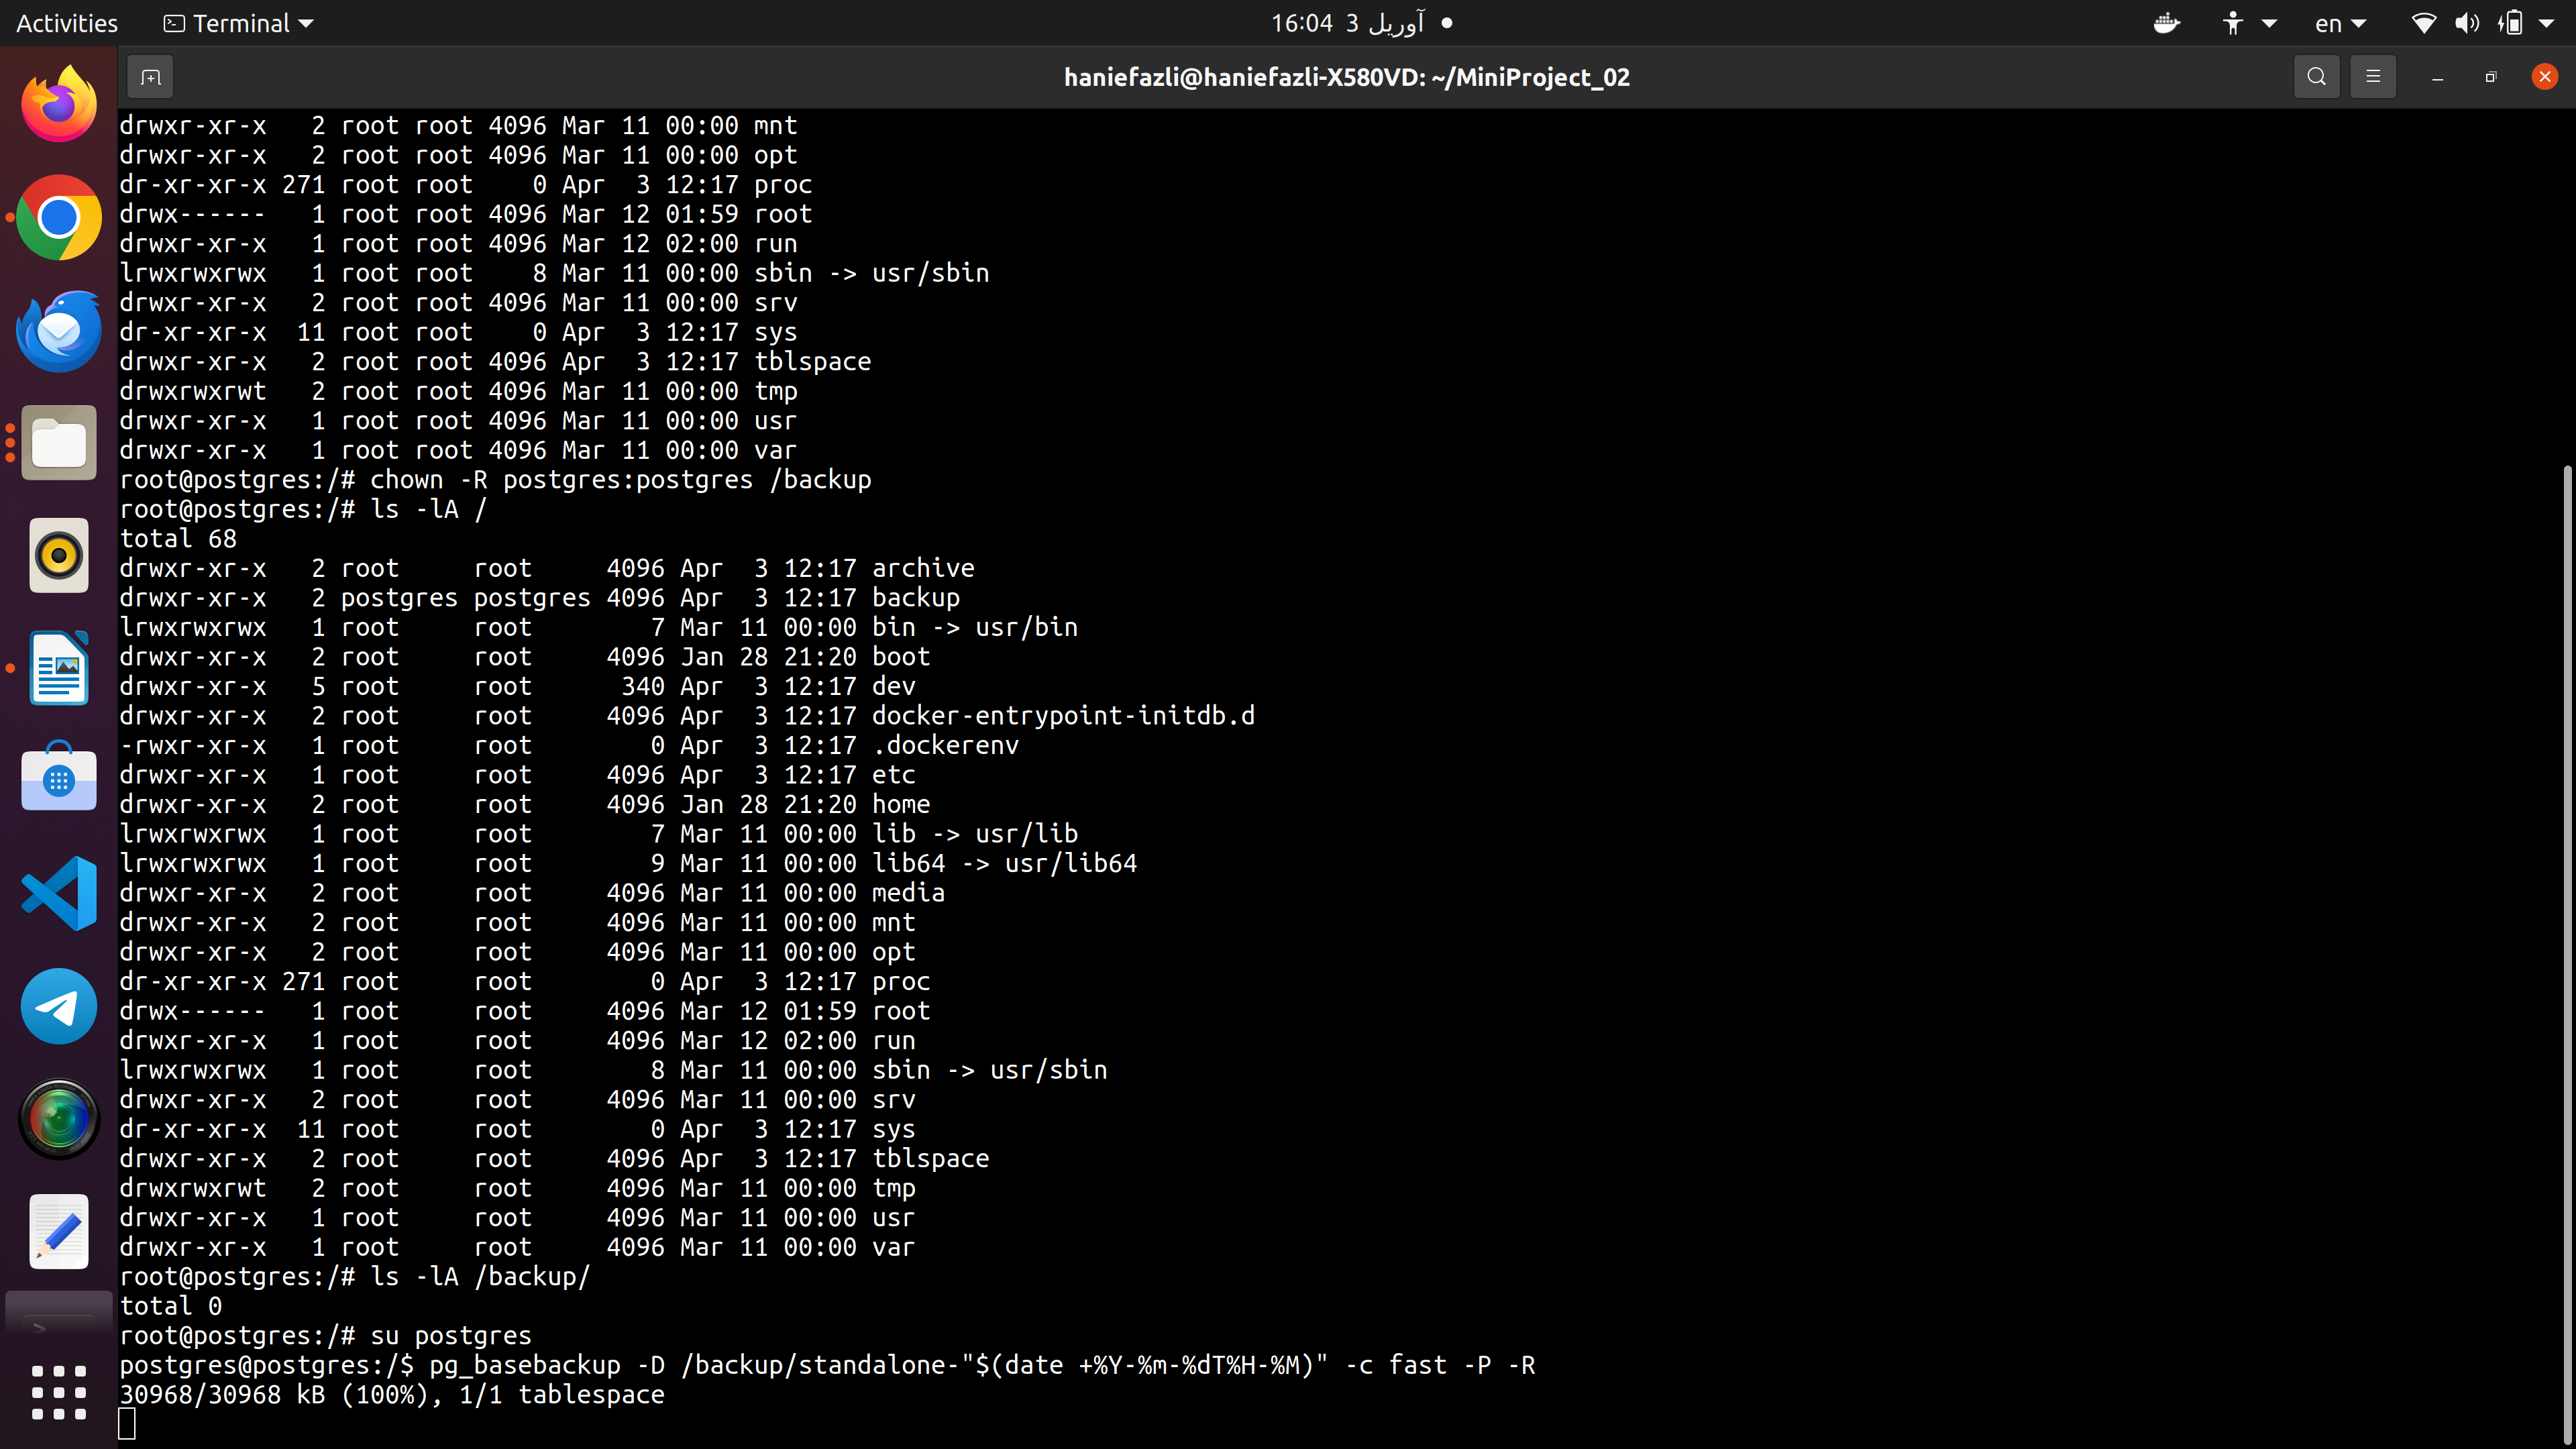 Activities Terminal 16:04 3 آوریل en
haniefazli@haniefazli-X580VD: ~/MiniProject_02
drwxr-xr-x   2 root root 4096 Mar 11 00:00 mnt
drwxr-xr-x   2 root root 4096 Mar 11 00:00 opt
dr-xr-xr-x 271 root root    0 Apr  3 12:17 proc
drwx------   1 root root 4096 Mar 12 01:59 root
drwxr-xr-x   1 root root 4096 Mar 12 02:00 run
lrwxrwxrwx   1 root root    8 Mar 11 00:00 sbin -> usr/sbin
drwxr-xr-x   2 root root 4096 Mar 11 00:00 srv
dr-xr-xr-x  11 root root    0 Apr  3 12:17 sys
drwxr-xr-x   2 root root 4096 Apr  3 12:17 tblspace
drwxrwxrwt   2 root root 4096 Mar 11 00:00 tmp
drwxr-xr-x   1 root root 4096 Mar 11 00:00 usr
drwxr-xr-x   1 root root 4096 Mar 11 00:00 var
root@postgres:/# chown -R postgres:postgres /backup
root@postgres:/# ls -lA /
total 68
drwxr-xr-x   2 root     root     4096 Apr  3 12:17 archive
drwxr-xr-x   2 postgres postgres 4096 Apr  3 12:17 backup
lrwxrwxrwx   1 root     root        7 Mar 11 00:00 bin -> usr/bin
drwxr-xr-x   2 root     root     4096 Jan 28 21:20 boot
drwxr-xr-x   5 root     root      340 Apr  3 12:17 dev
drwxr-xr-x   2 root     root     4096 Apr  3 12:17 docker-entrypoint-initdb.d
-rwxr-xr-x   1 root     root        0 Apr  3 12:17 .dockerenv
drwxr-xr-x   1 root     root     4096 Apr  3 12:17 etc
drwxr-xr-x   2 root     root     4096 Jan 28 21:20 home
lrwxrwxrwx   1 root     root        7 Mar 11 00:00 lib -> usr/lib
lrwxrwxrwx   1 root     root        9 Mar 11 00:00 lib64 -> usr/lib64
drwxr-xr-x   2 root     root     4096 Mar 11 00:00 media
drwxr-xr-x   2 root     root     4096 Mar 11 00:00 mnt
drwxr-xr-x   2 root     root     4096 Mar 11 00:00 opt
dr-xr-xr-x 271 root     root        0 Apr  3 12:17 proc
drwx------   1 root     root     4096 Mar 12 01:59 root
drwxr-xr-x   1 root     root     4096 Mar 12 02:00 run
lrwxrwxrwx   1 root     root        8 Mar 11 00:00 sbin -> usr/sbin
drwxr-xr-x   2 root     root     4096 Mar 11 00:00 srv
dr-xr-xr-x  11 root     root        0 Apr  3 12:17 sys
drwxr-xr-x   2 root     root     4096 Apr  3 12:17 tblspace
drwxrwxrwt   2 root     root     4096 Mar 11 00:00 tmp
drwxr-xr-x   1 root     root     4096 Mar 11 00:00 usr
drwxr-xr-x   1 root     root     4096 Mar 11 00:00 var
root@postgres:/# ls -lA /backup/
total 0
root@postgres:/# su postgres
postgres@postgres:/$ pg_basebackup -D /backup/standalone-"$(date +%Y-%m-%dT%H-%M)" -c fast -P -R
30968/30968 kB (100%), 1/1 tablespace